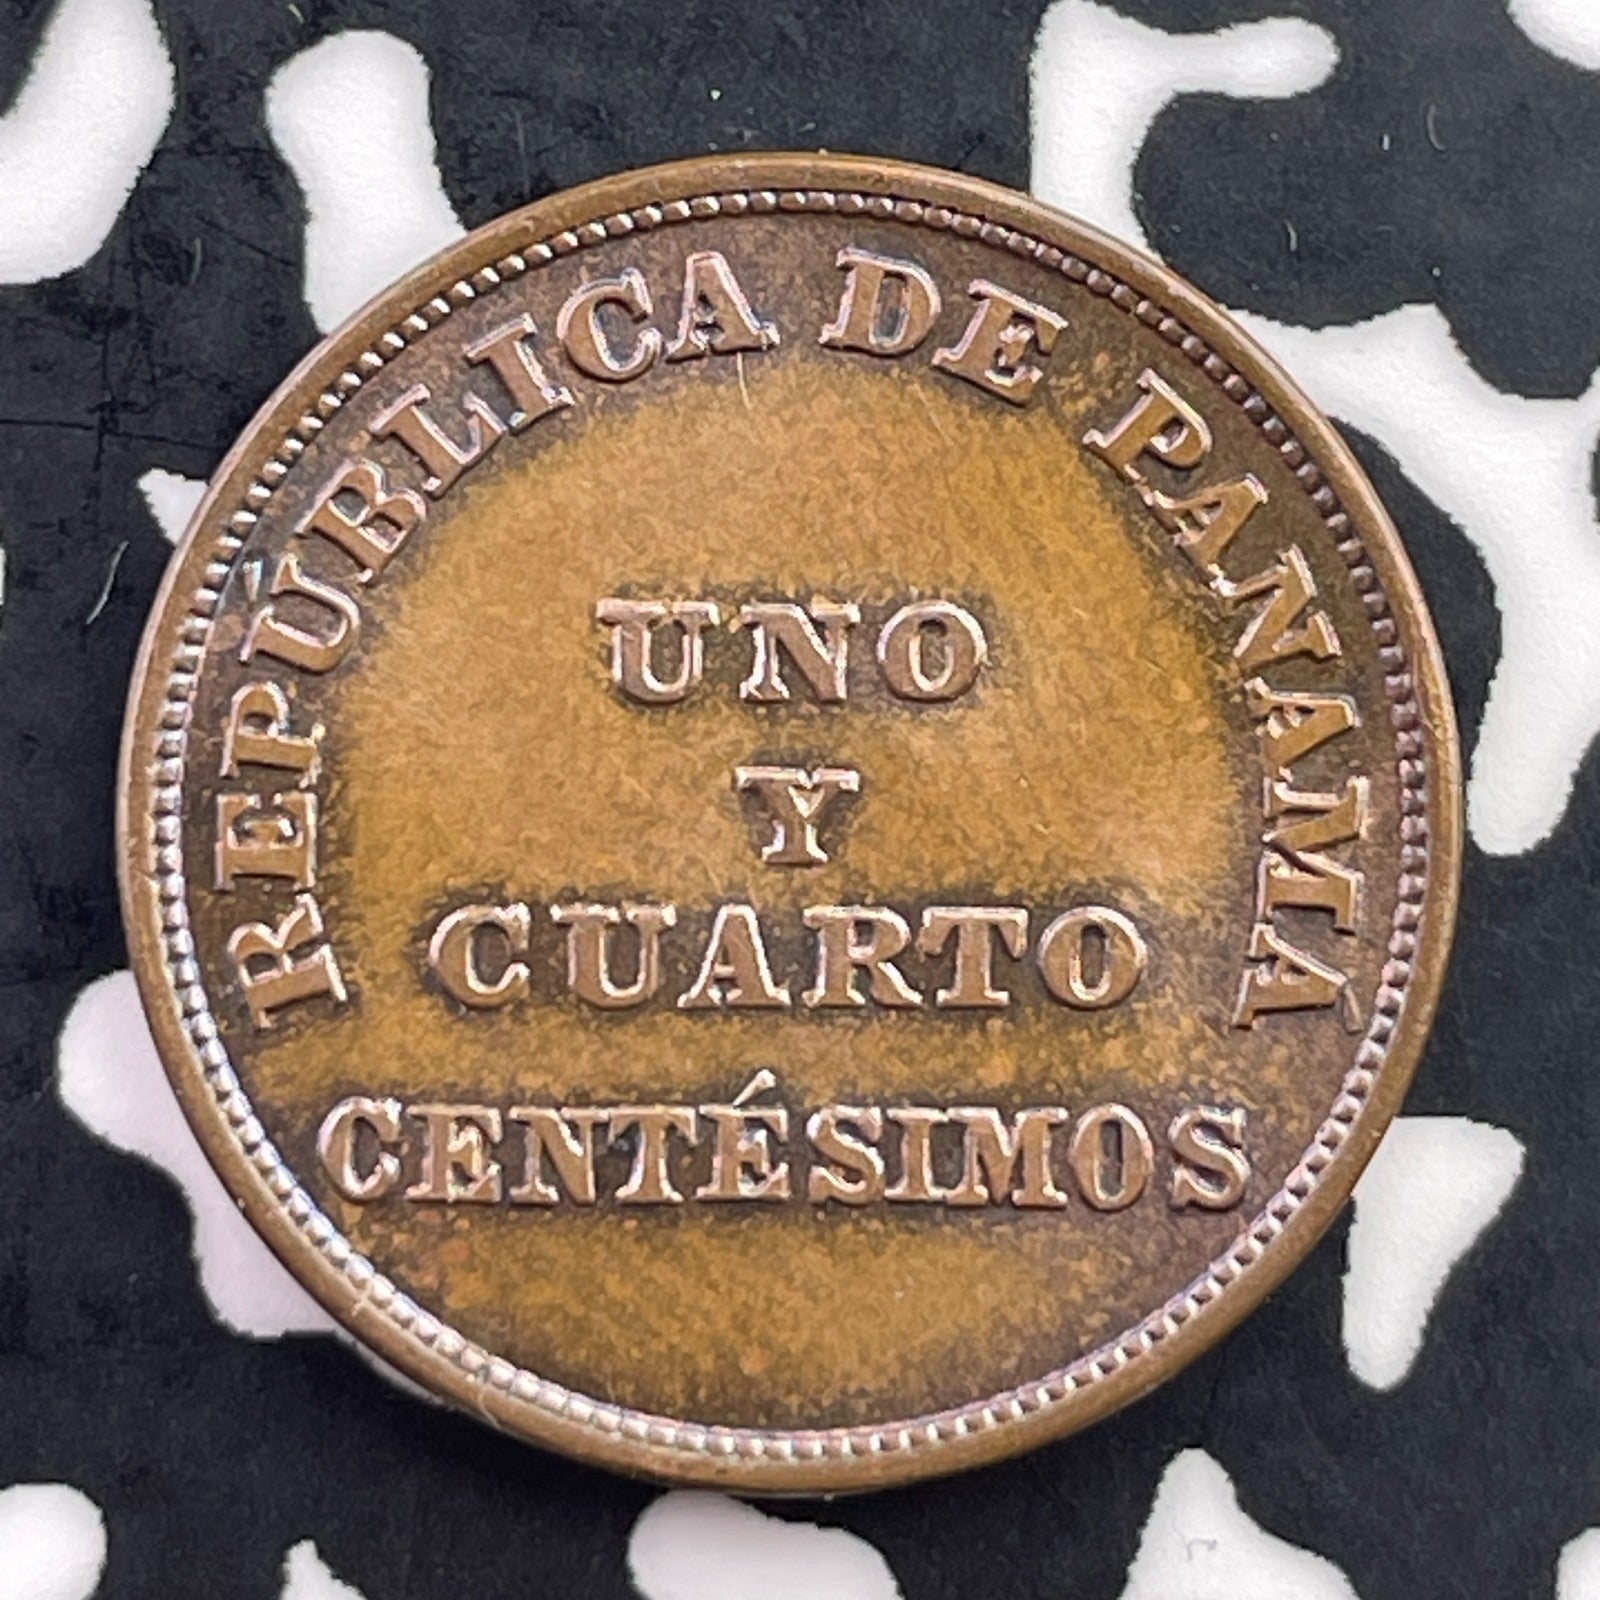 REPÚBLICA DE PANAMÁ
UNO
Y
CUARTO
CENTÉSIMOS